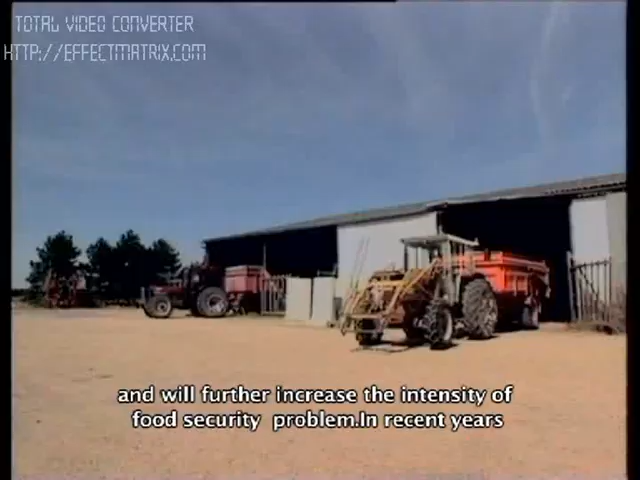 TOTAL VIDEO CONVERTER
HTTP://EFFECTMATRIX.COM
and will further increase the intensity of
food security  problem.In recent years